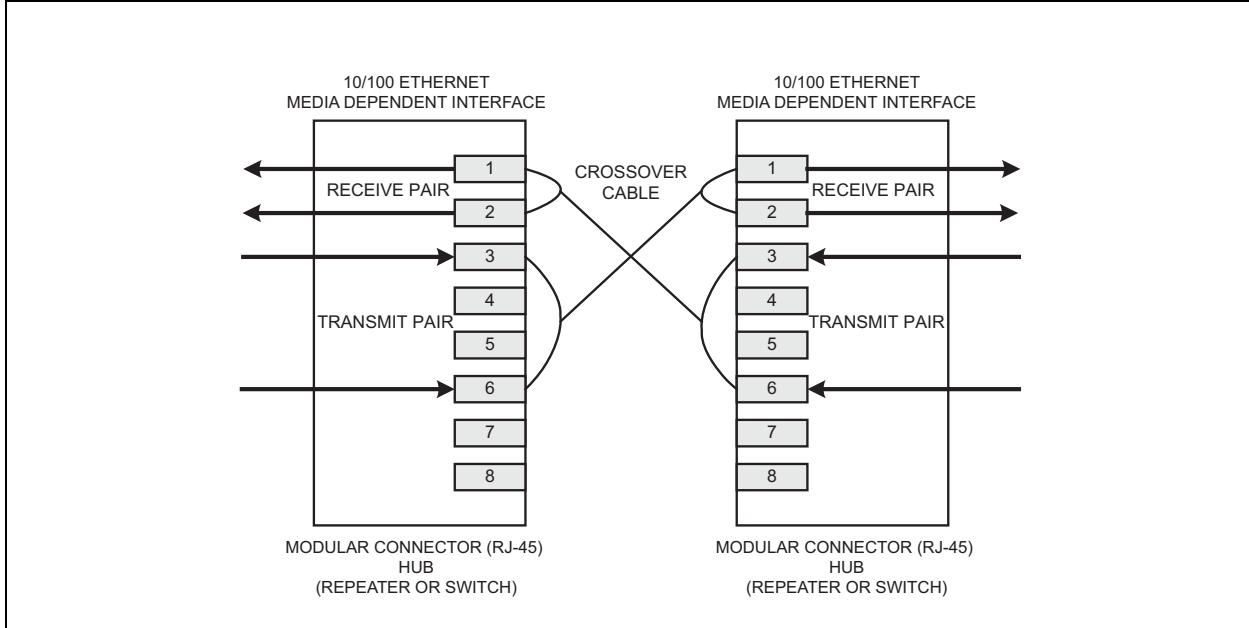 10/100 ETHERNET
MEDIA DEPENDENT INTERFACE
10/100 ETHERNET
MEDIA DEPENDENT INTERFACE
1
RECEIVE PAIR
2
3
4
TRANSMIT PAIR
5
6
7
8
CROSSOVER
CABLE
1
RECEIVE PAIR
2
3
4
TRANSMIT PAIR
5
6
7
8
MODULAR CONNECTOR (RJ-45)
HUB
(REPEATER OR SWITCH)
MODULAR CONNECTOR (RJ-45)
HUB
(REPEATER OR SWITCH)